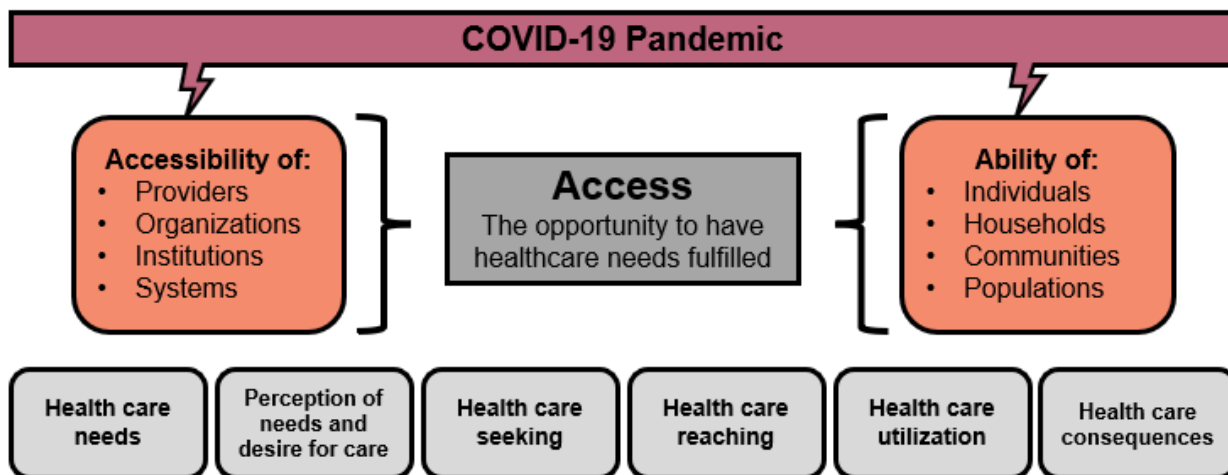 COVID-19 Pandemic
Accessibility of:
• Providers
• Organizations
• Institutions
• Systems
Access
The opportunity to have
healthcare needs fulfilled
Ability of:
• Individuals
• Households
• Communities
• Populations
Health care
needs
Perception of
needs and
desire for care
Health care
seeking
Health care
reaching
Health care
utilization
Health care
consequences